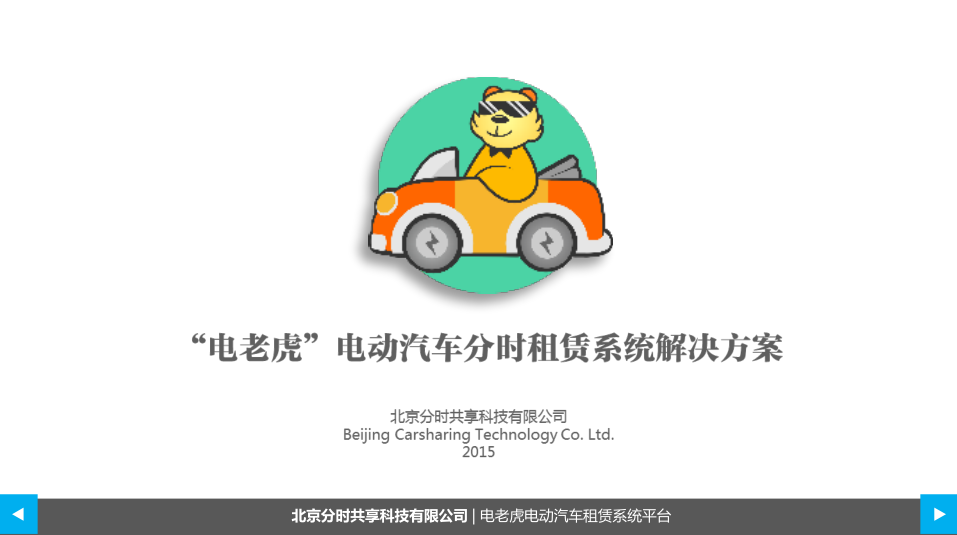 “电老虎”电动汽车分时租赁系统解决方案
北京分时共享科技有限公司
Beijing Carsharing Technology Co. Ltd.
2015
北京分时共享科技有限公司 | 电老虎电动汽车租赁系统平台